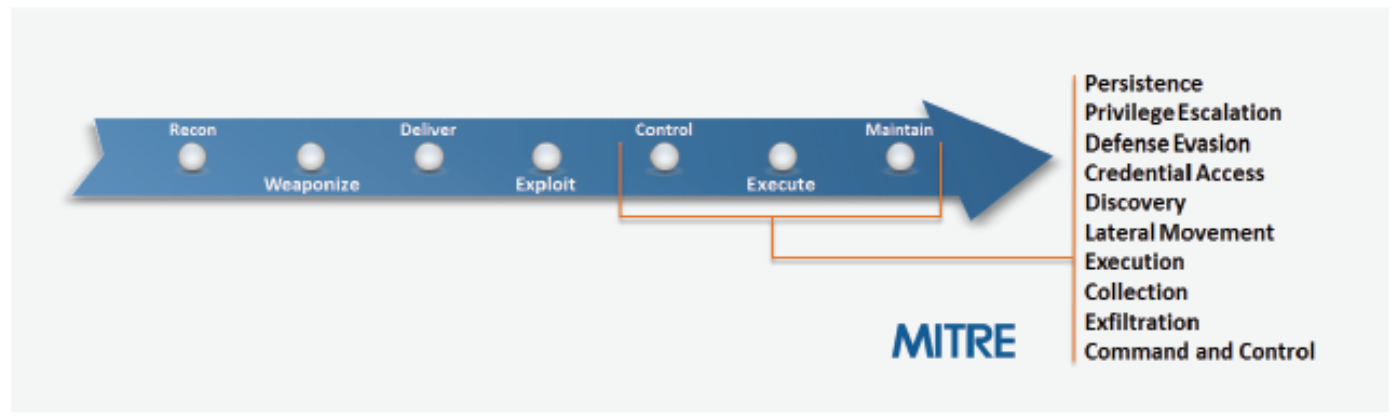 Recon
Weaponize
Deliver
Exploit
Control
Execute
Maintain
Persistence
Privilege Escalation
Defense Evasion
Credential Access
Discovery
Lateral Movement
Execution
Collection
Exfiltration
Command and Control
MITRE